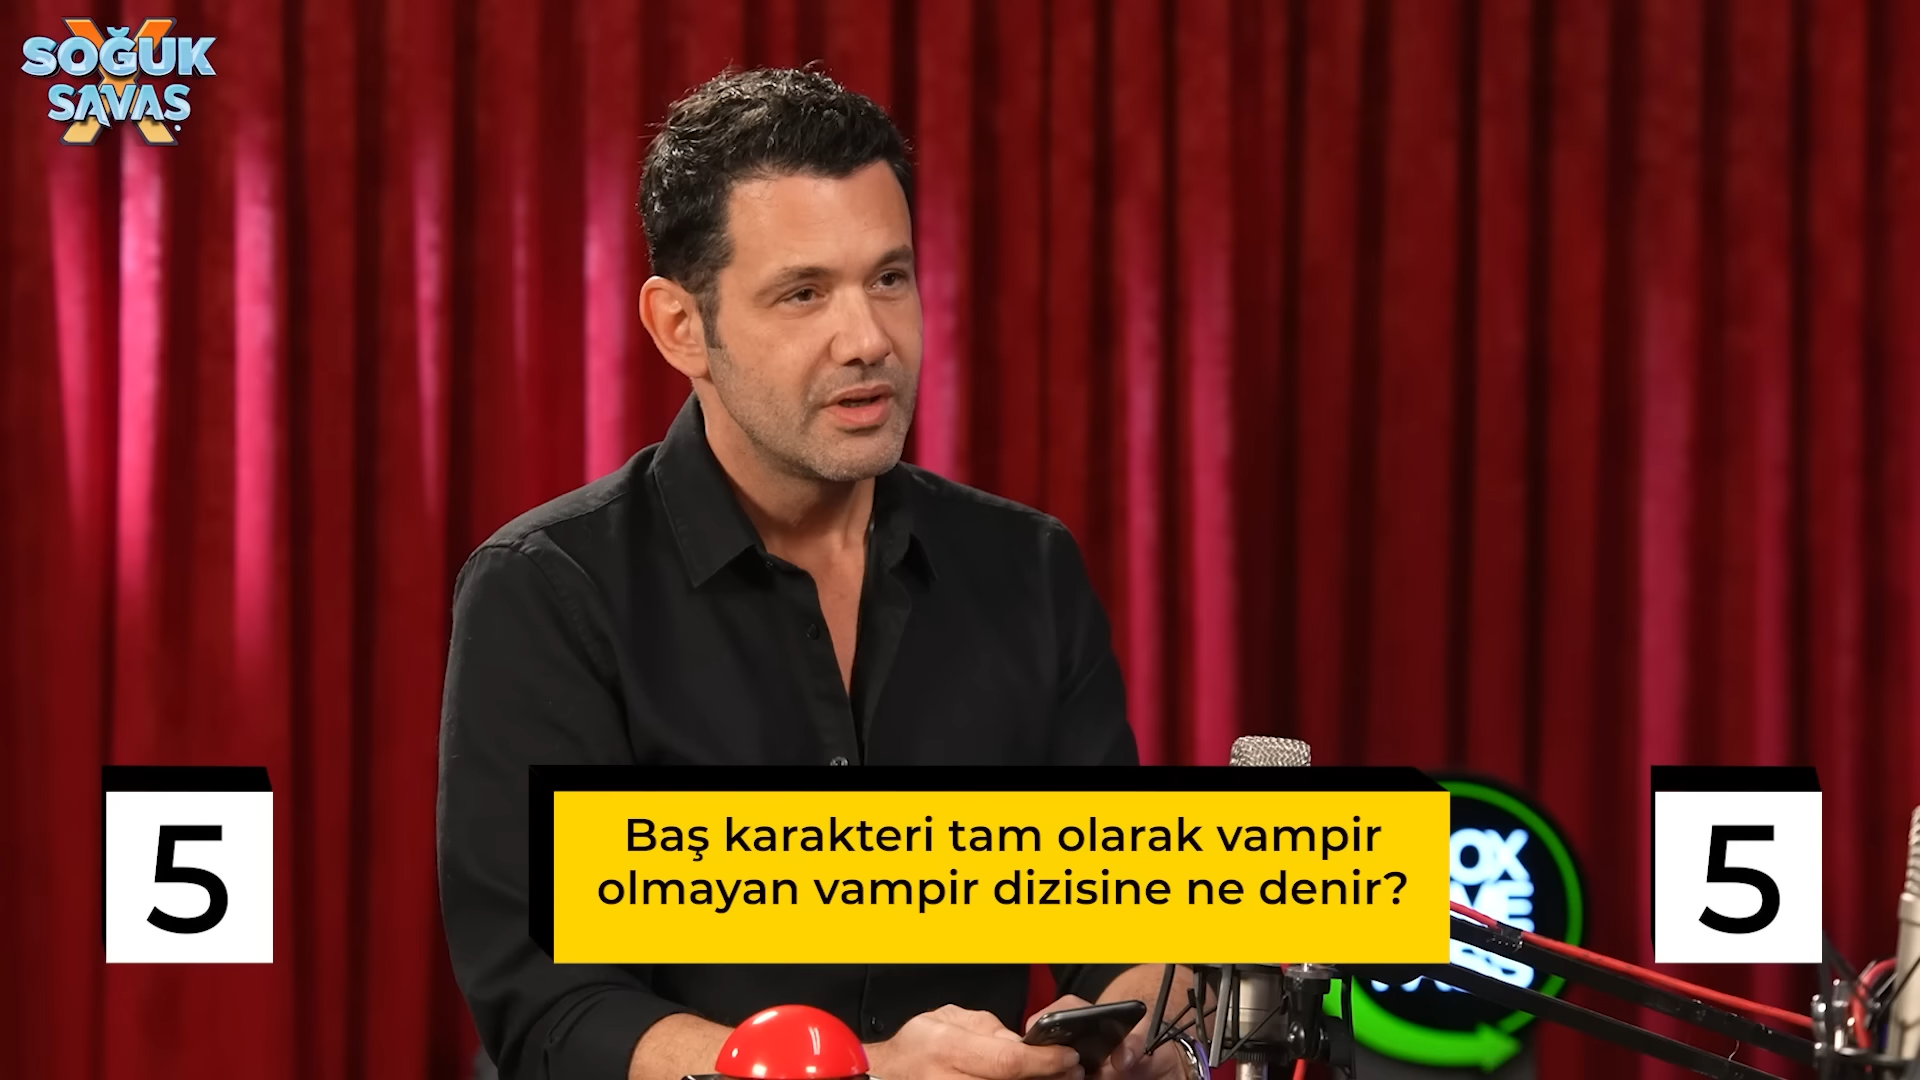 SOĞUK
SAVAŞ
5
Baş karakteri tam olarak vampir
olmayan vampir dizisine ne denir?
5